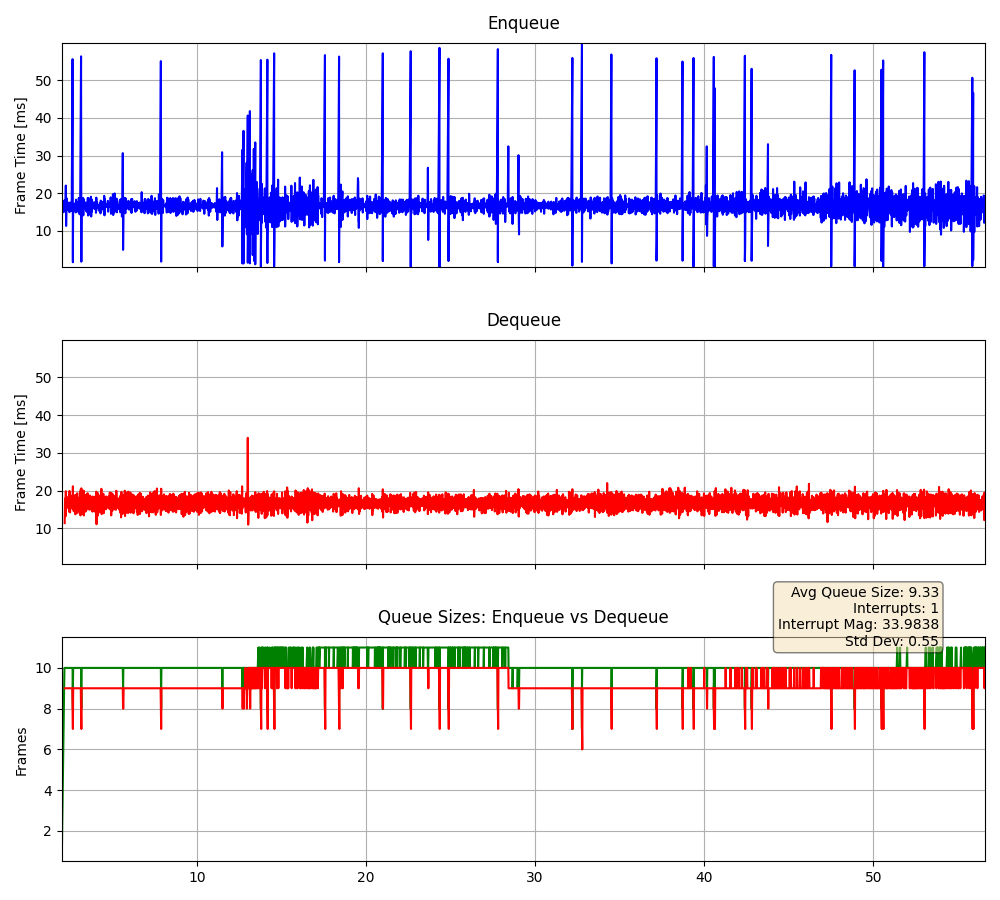 Enqueue
Frame Time [ms]
50
40
30
20
10
Dequeue
Frame Time [ms]
50
40
30
20
10
Avg Queue Size: 9.33
Interrupts: 1
Interrupt Mag: 33.9838
Std Dev: 0.55
Queue Sizes: Enqueue vs Dequeue
Frames
10
8
6
4
2
10 20 30 40 50